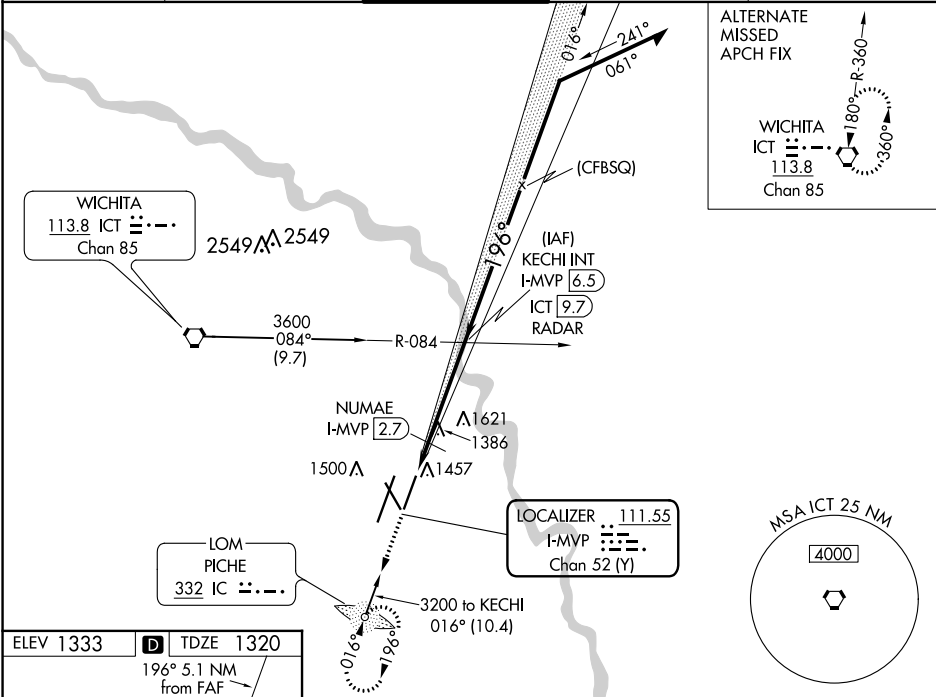 ALTERNATE
MISSED
APCH FIX
R-360
180°
360°
WICHITA
ICT
113.8
Chan 85
016°
241°
061°
(CFBSQ)
196°
WICHITA
113.8 ICT
Chan 85
2549 2549
(IAF)
KECHI INT
I-MVP 6.5
ICT 9.7
RADAR
3600
084°
(9.7)
R-084
NUMAE
I-MVP 2.7
1621
1386
1500
1457
LOCALIZER 111.55
I-MVP
Chan 52 (Y)
MSA ICT 25 NM
4000
LOM
PICHE
332 IC
3200 to KECHI
016° (10.4)
016°
196°
ELEV 1333 D TDZE 1320
196° 5.1 NM
from FAF